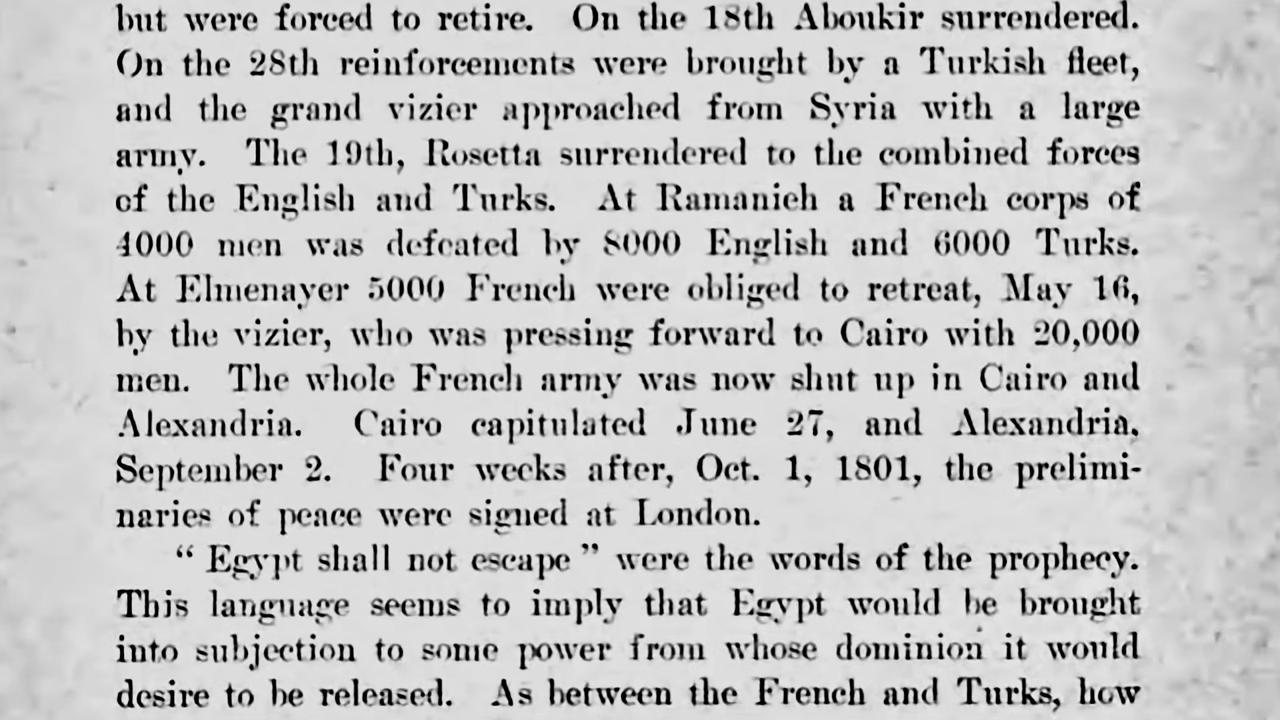 but were forced to retire. On the 18th Aboukir surrendered.
On the 28th reinforcements were brought by a Turkish fleet,
and the grand vizier approached from Syria with a large
army. The 19th, Rosetta surrendered to the combined forces
of the English and Turks. At Ramanieh a French corps of
4000 men was defeated by 8000 English and 6000 Turks.
At Elmenayer 5000 French were obliged to retreat, May 16,
by the vizier, who was pressing forward to Cairo with 20,000
men. The whole French army was now shut up in Cairo and
Alexandria. Cairo capitulated June 27, and Alexandria,
September 2. Four weeks after, Oct. 1, 1801, the prelimi-
naries of peace were signed at London.
“ Egypt shall not escape ” were the words of the prophecy.
This language seems to imply that Egypt would be brought
into subjection to some power from whose dominion it would
desire to be released. As between the French and Turks, how